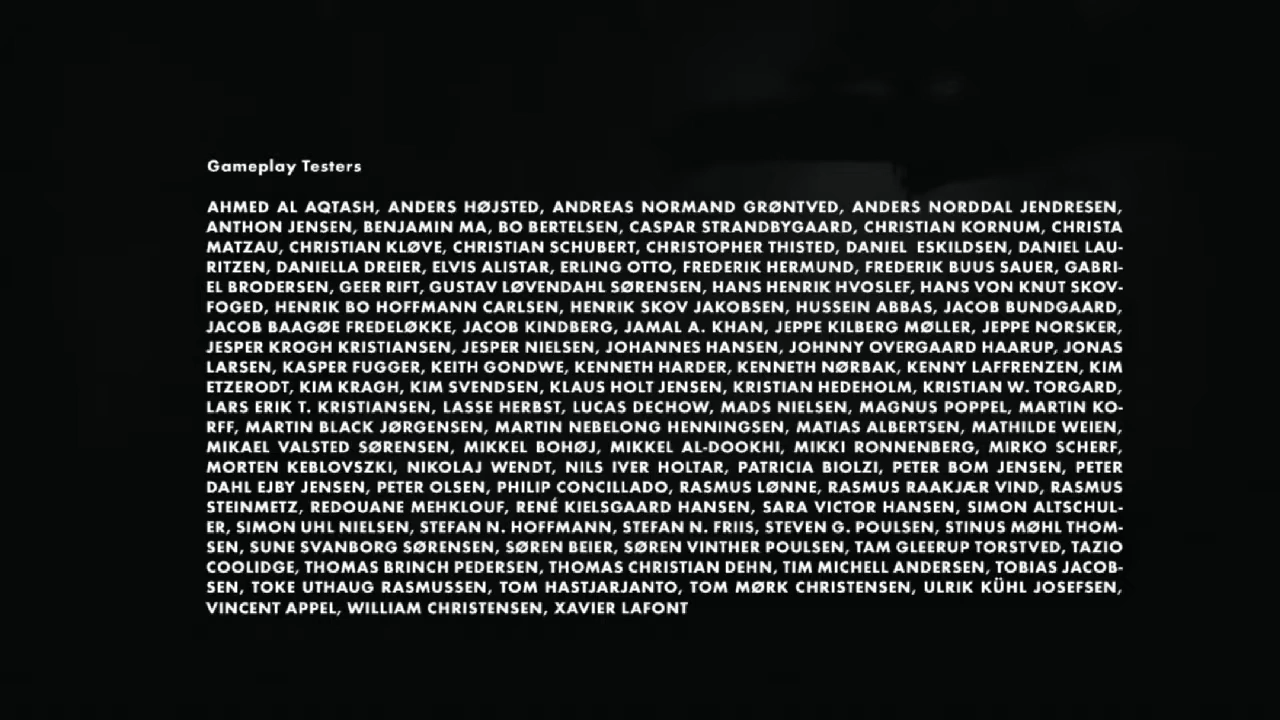 Gameplay Testers
AHMED AL AQTASH, ANDERS HØJSTED, ANDREAS NORMAND GRØNTVED, ANDERS NORDDAL JENDRESEN,
ANTHON JENSEN, BENJAMIN MA, BO BERTELSEN, CASPAR STRANDBYGAARD, CHRISTIAN KORNUM, CHRISTA
MATZAU, CHRISTIAN KLØVE, CHRISTIAN SCHUBERT, CHRISTOPHER THISTED, DANIEL ESKILDSEN, DANIEL LAU-
RITZEN, DANIELLA DREIER, ELVIS ALISTAR, ERLING OTTO, FREDERIK HERMUND, FREDERIK BUUS SAUER, GABRI-
EL BRODERSEN, GEER RIFT, GUSTAV LØVENDAHL SØRENSEN, HANS HENRIK HVOSLEF, HANS VON KNUT SKOV-
FOGED, HENRIK BO HOFFMANN CARLSEN, HENRIK SKOV JAKOBSEN, HUSSEIN ABBAS, JACOB BUNDGAARD,
JACOB BAAGØE FREDELØKKE, JACOB KINDBERG, JAMAL A. KHAN, JEPPE KILBERG MØLLER, JEPPE NORSKER,
JESPER KROGH KRISTIANSEN, JESPER NIELSEN, JOHANNES HANSEN, JOHNNY OVERGAARD HAARUP, JONAS
LARSEN, KASPER FUGGER, KEITH GONDWE, KENNETH HARDER, KENNETH NØRBAK, KENNY LAFFRENZEN, KIM
ETZERODT, KIM KRAGH, KIM SVENDSEN, KLAUS HOLT JENSEN, KRISTIAN HEDEHOLM, KRISTIAN W. TORGARD,
LARS ERIK T. KRISTIANSEN, LASSE HERBST, LUCAS DECHOW, MADS NIELSEN, MAGNUS POPPEL, MARTIN KO-
RFF, MARTIN BLACK JØRGENSEN, MARTIN NEBELONG HENNINGSEN, MATIAS ALBERTSEN, MATHILDE WEIEN,
MIKAEL VALSTED SØRENSEN, MIKKEL BOHØJ, MIKKEL AL-DOOKHI, MIKKI RONNENBERG, MIRKO SCHERF,
MORTEN KEBLOVSZKI, NIKOLAJ WENDT, NILS IVER HOLTAR, PATRICIA BIOLZI, PETER BOM JENSEN, PETER
DAHL EJBY JENSEN, PETER OLSEN, PHILIP CONCILLADO, RASMUS LØNNE, RASMUS RAAKJÆR VIND, RASMUS
STEINMETZ, REDOUANE MEHKLOUF, RENÉ KIELSGAARD HANSEN, SARA VICTOR HANSEN, SIMON ALTSCHUL-
ER, SIMON UHL NIELSEN, STEFAN N. HOFFMANN, STEFAN N. FRIIS, STEVEN G. POULSEN, STINUS MØHL THOM-
SEN, SUNE SVANBORG SØRENSEN, SØREN BEIER, SØREN VINTHER POULSEN, TAM GLEERUP TORSTVED, TAZIO
COOLIDGE, THOMAS BRINCH PEDERSEN, THOMAS CHRISTIAN DEHN, TIM MICHELL ANDERSEN, TOBIAS JACOB-
SEN, TOKE UTHAUG RASMUSSEN, TOM HASTJARJANTO, TOM MØRK CHRISTENSEN, ULRIK KÜHL JOSEFSEN,
VINCENT APPEL, WILLIAM CHRISTENSEN, XAVIER LAFONT